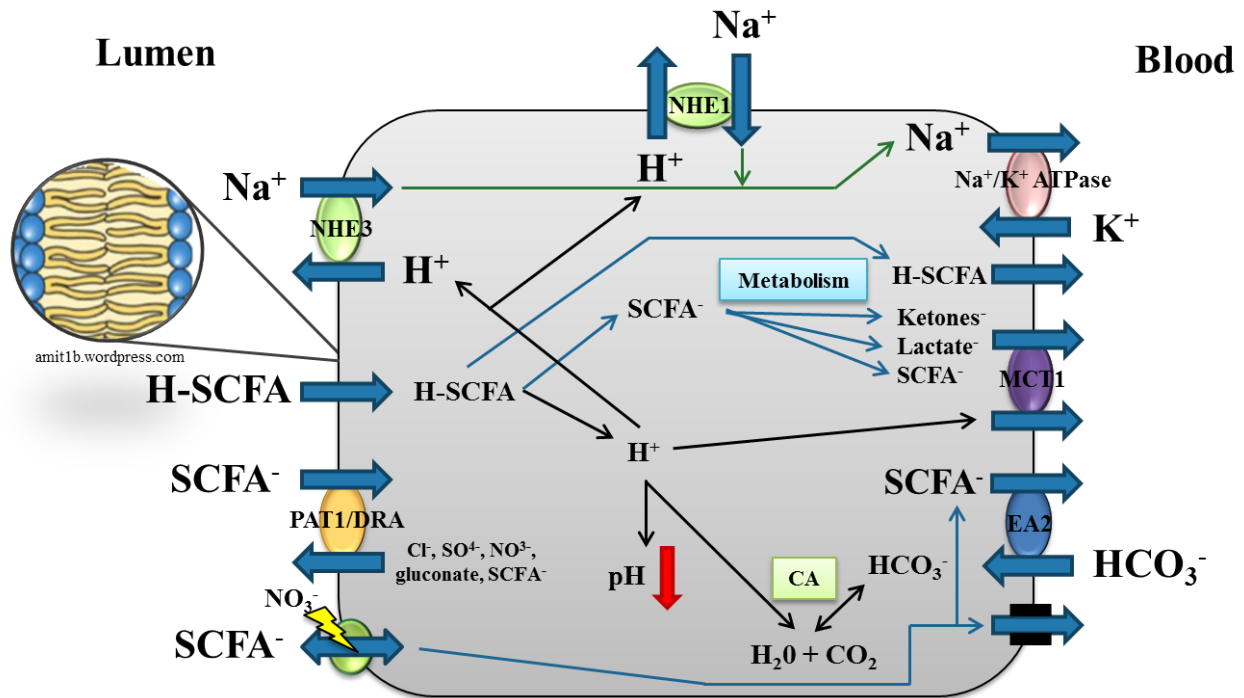 Lumen
Na⁺
Blood
NHE1
Na⁺
H⁺
Na⁺
Na⁺/K⁺ ATPase
NHE3
K⁺
H⁺
H-SCFA
Metabolism
SCFA⁻
Ketones⁻
Lactate⁻
SCFA⁻
MCT1
amit1b.wordpress.com
H-SCFA
H-SCFA
H⁺
SCFA⁻
SCFA⁻
PAT1/DRA
EA2
Cl⁻, SO⁴⁻, NO³⁻,
gluconate, SCFA⁻
pH
CA
HCO₃⁻
HCO₃⁻
NO₃⁻
SCFA⁻
H₂0 + CO₂